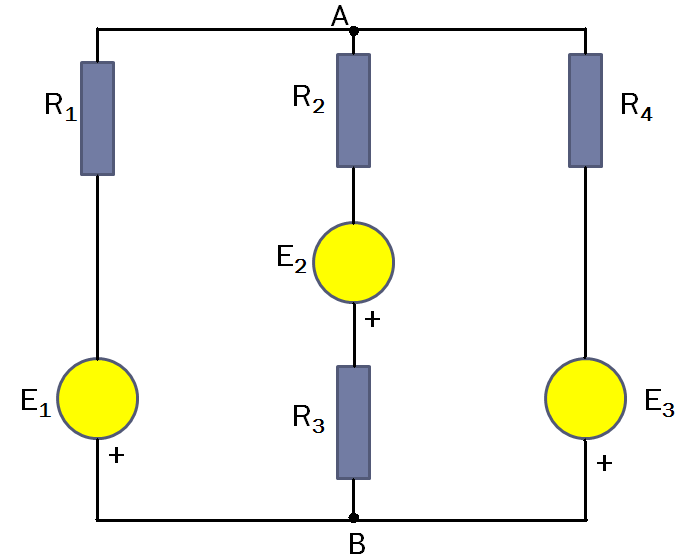 A
R₁
R₂
R₄
E₂
+
E₁
+
R₃
E₃
+
B